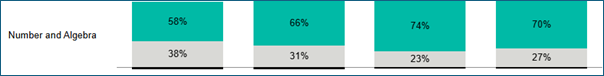 58% 66% 74% 70%
Number and Algebra
38% 31% 23% 27%